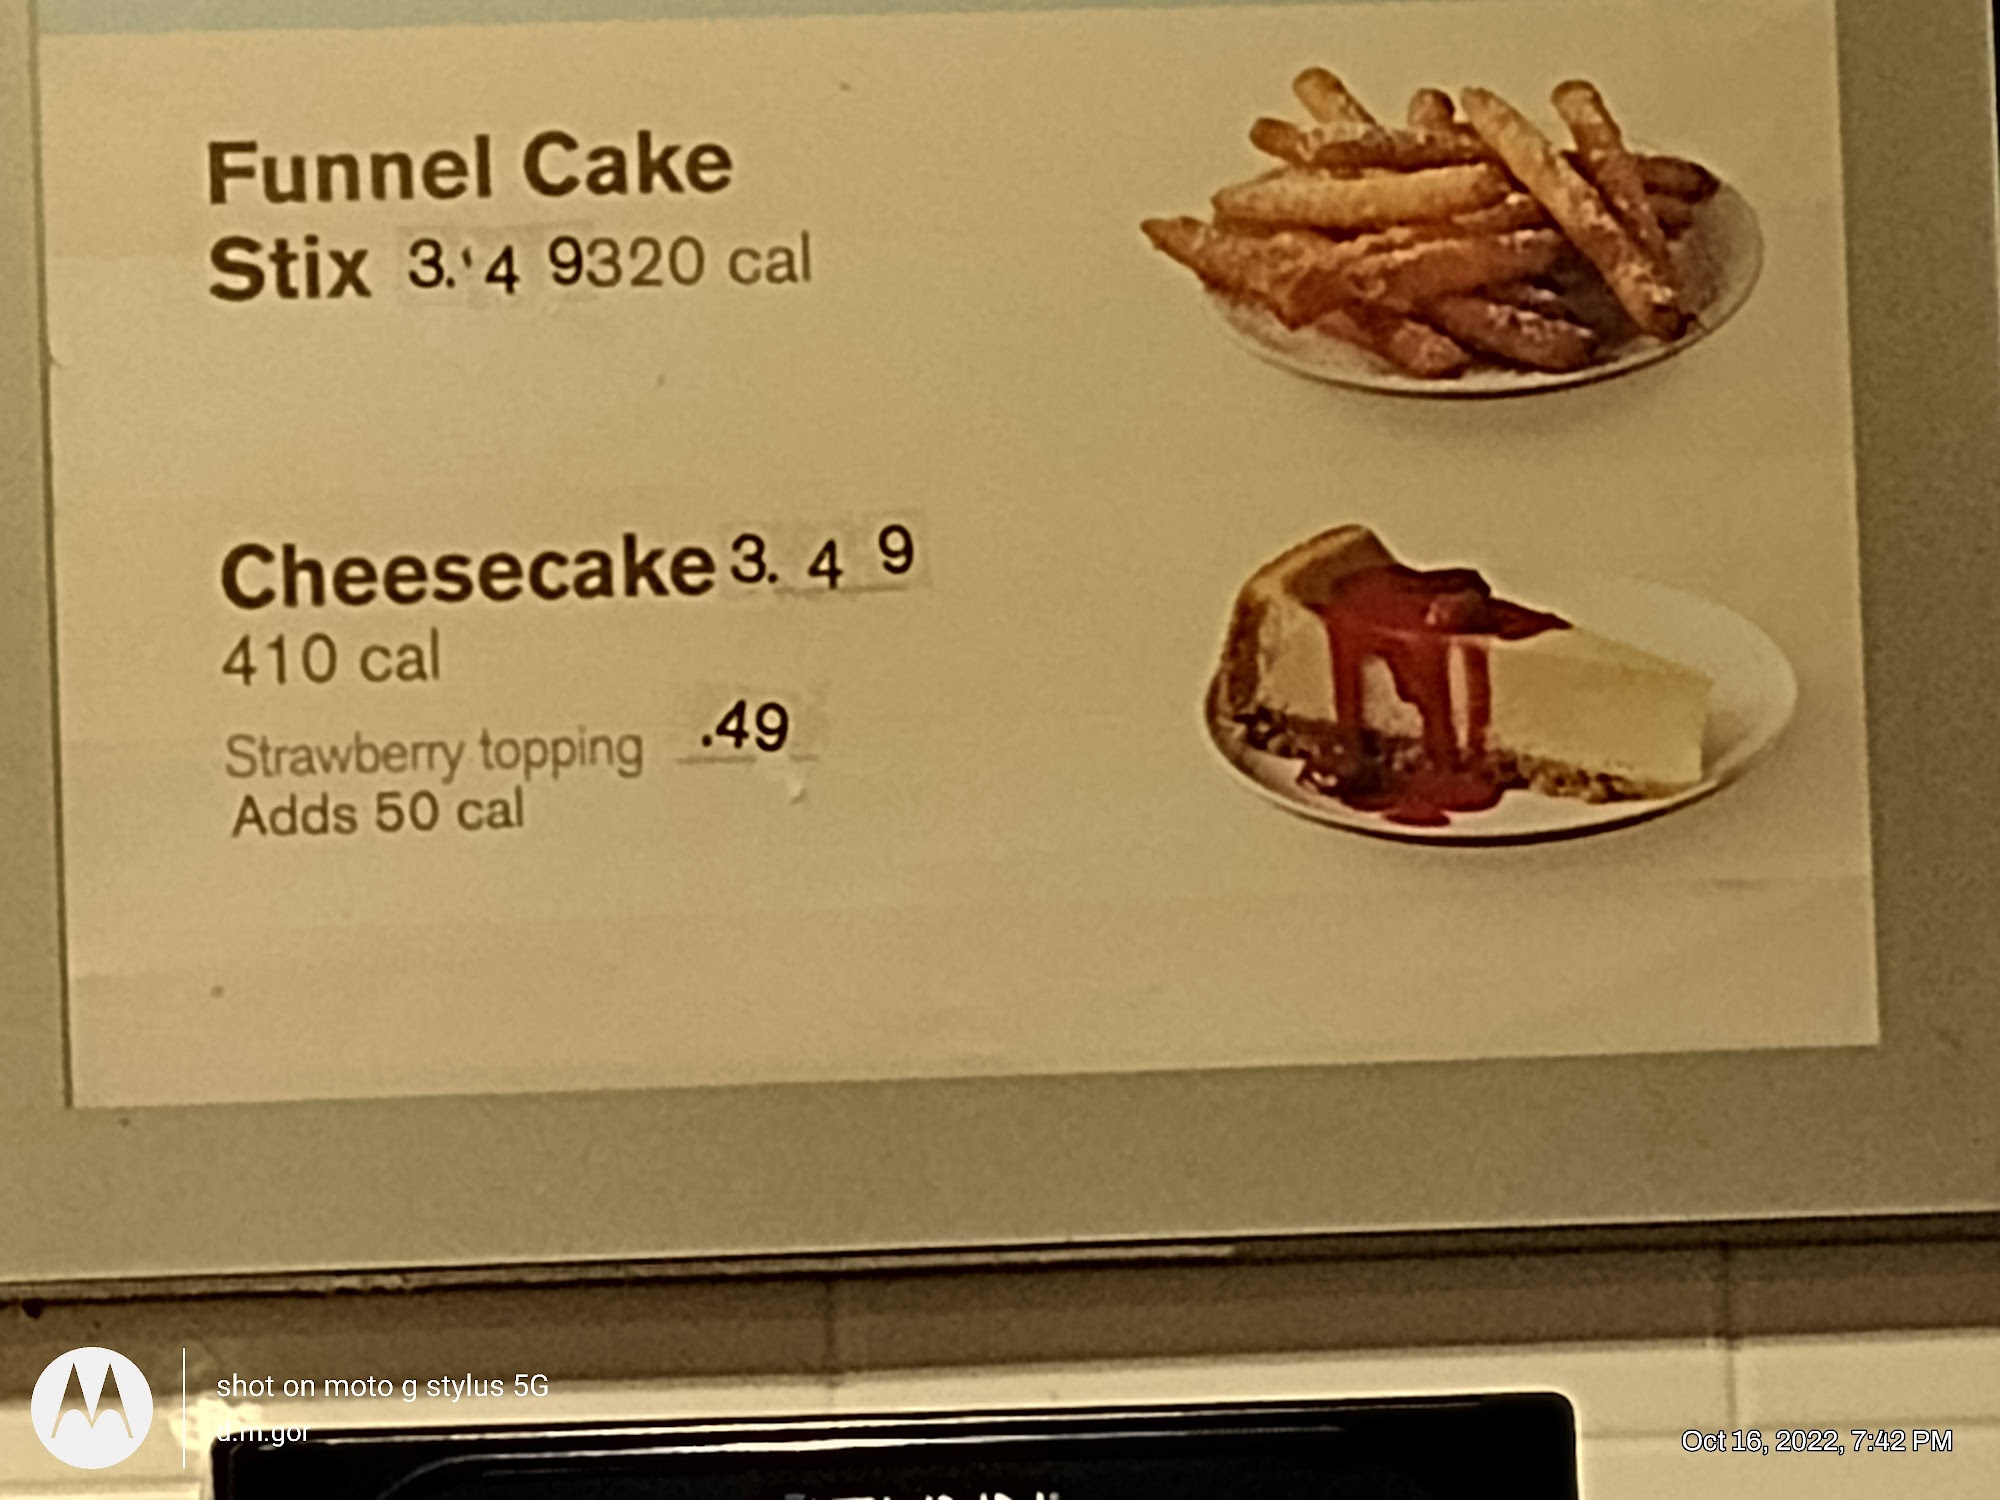 Funnel Cake
Stix 3.'4 9320 cal
Cheesecake 3. 4 9
410 cal
Strawberry topping .49
Adds 50 cal
shot on moto g stylus 5G
d.m.gor
Oct 16, 2022, 7:42 PM